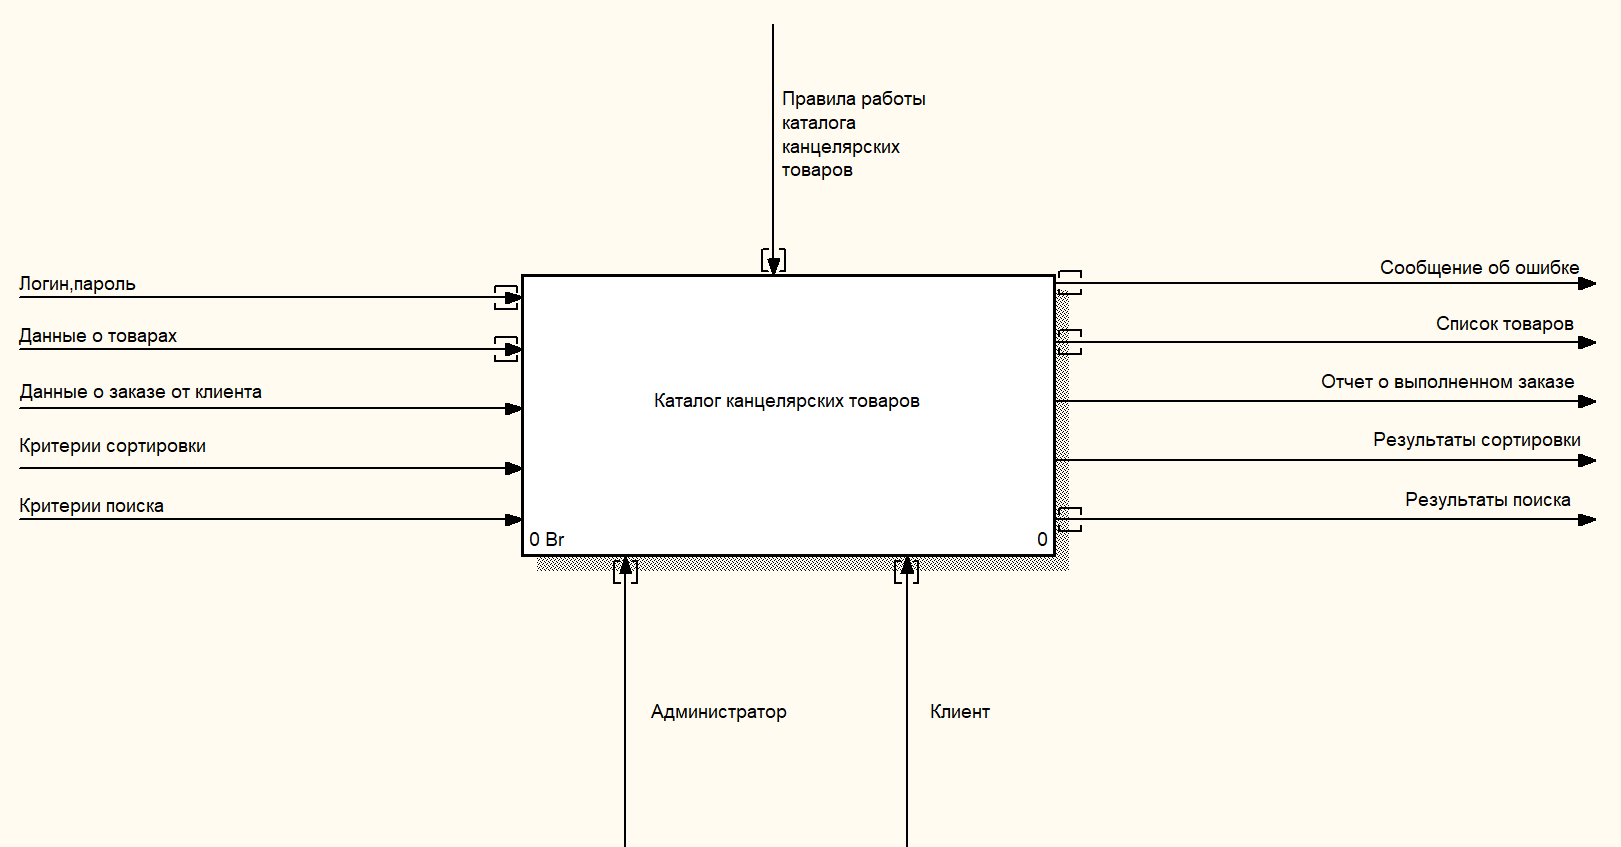 Правила работы
каталога
канцелярских
товаров
Логин,пароль
Данные о товарах
Данные о заказе от клиента
Критерии сортировки
Критерии поиска
Каталог канцелярских товаров
0 Br
0
Сообщение об ошибке
Список товаров
Отчет о выполненном заказе
Результаты сортировки
Результаты поиска
Администратор
Клиент